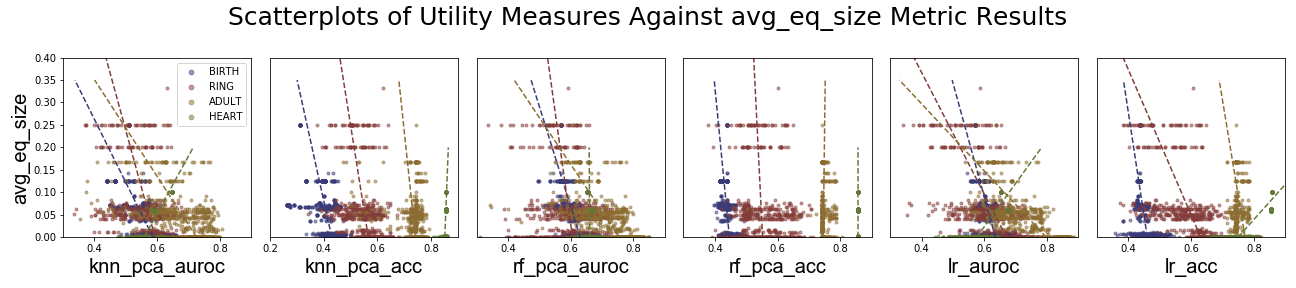 Scatterplots of Utility Measures Against avg_eq_size Metric Results
avg_eq_size
0.40
0.35
0.30
0.25
0.20
0.15
0.10
0.05
0.00
BIRTH
RING
ADULT
HEART
0.4 0.6 0.8
knn_pca_auroc
0.2 0.4 0.6 0.8
knn_pca_acc
0.2 0.4 0.6 0.8
rf_pca_auroc
0.4 0.6 0.8
rf_pca_acc
0.4 0.6 0.8
lr_auroc
0.4 0.6 0.8
lr_acc